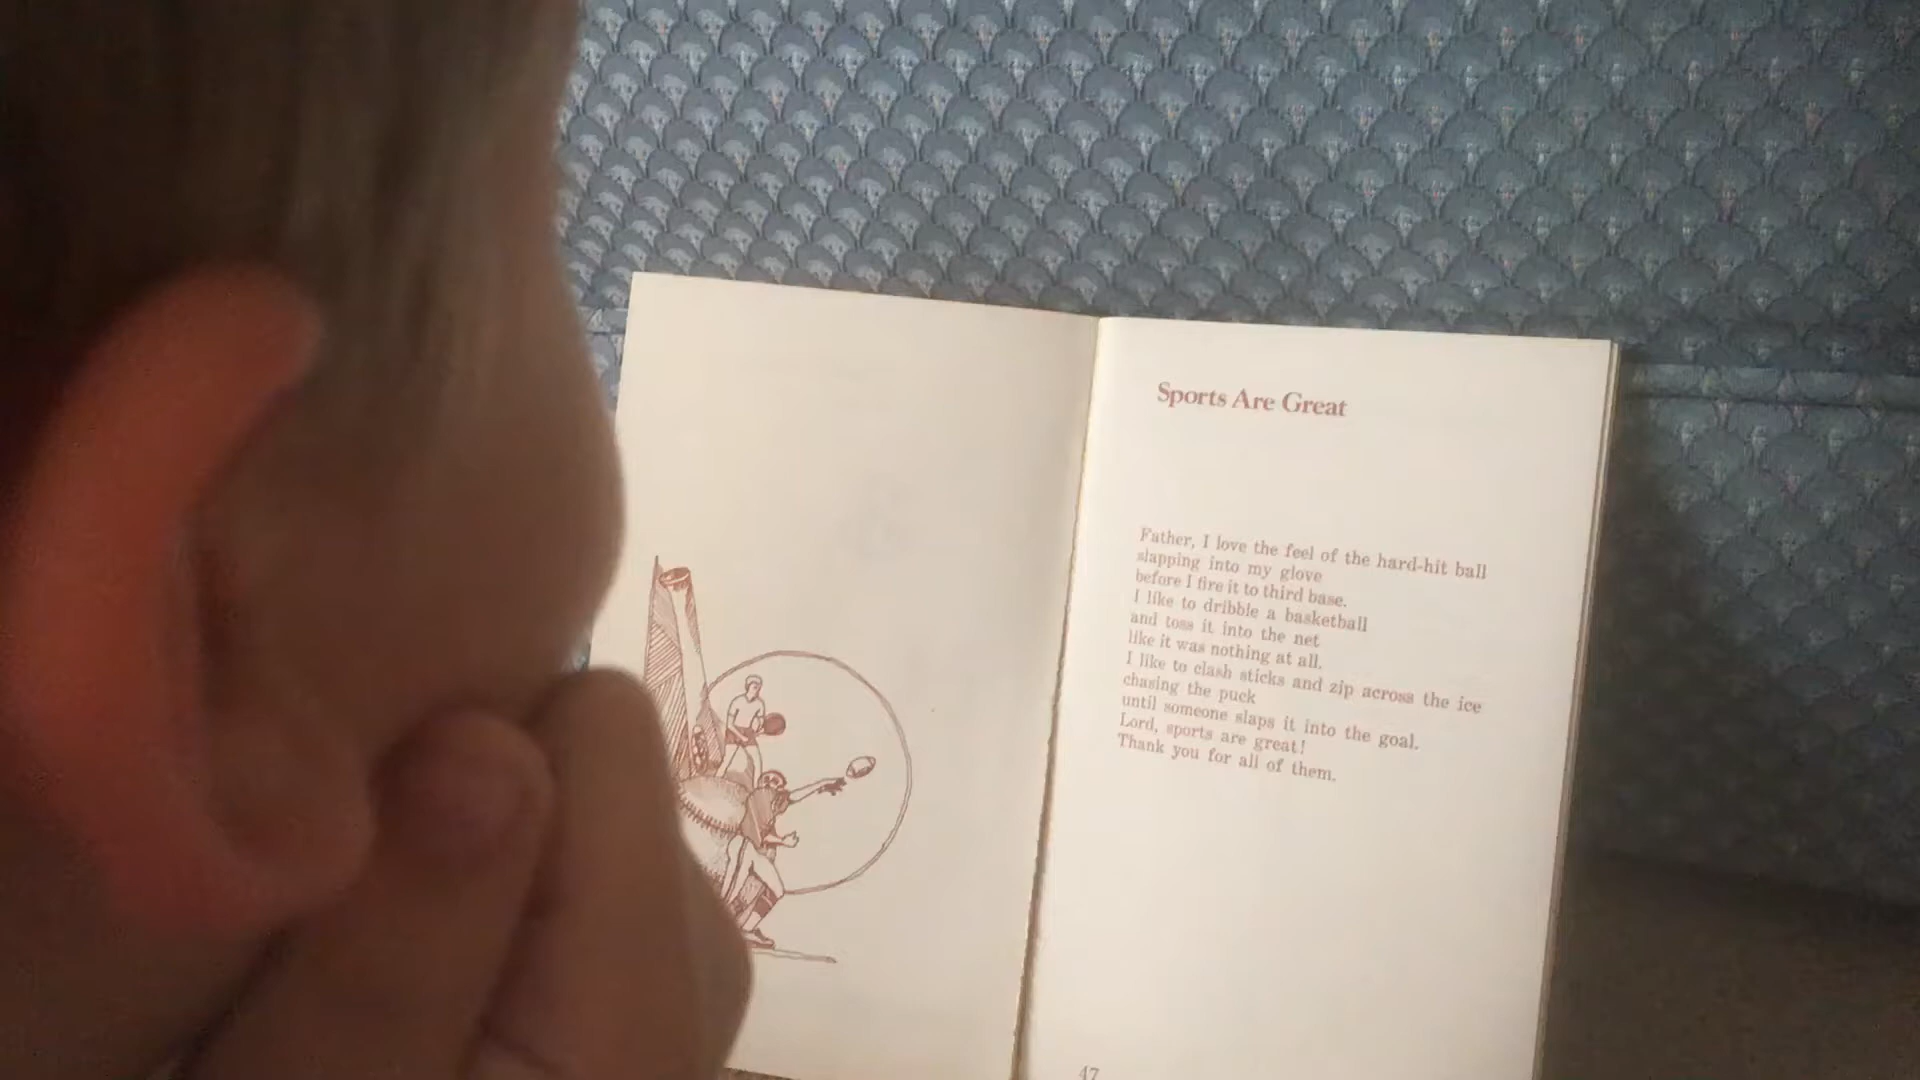 Sports Are Great
Father, I love the feel of the hard-hit ball
slapping into my glove
before I fire it to third base.
I like to dribble a basketball
and toss it into the net
like it was nothing at all.
I like to clash sticks and zip across the ice
chasing the puck
until someone slaps it into the goal.
Lord, sports are great!
Thank you for all of them.
47